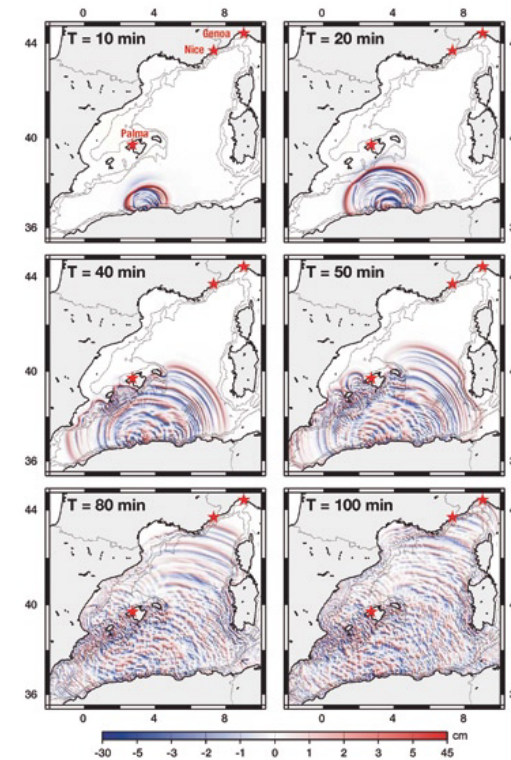 0 4 8 0 4 8
T = 10 min Genoa T = 20 min
44
Nice
40
Palma
36
T = 40 min T = 50 min
44
40
36
T = 80 min T = 100 min
44
40
36
0 4 8 0 4 8
cm
-30 -5 -3 -2 -1 0 1 2 3 5 45